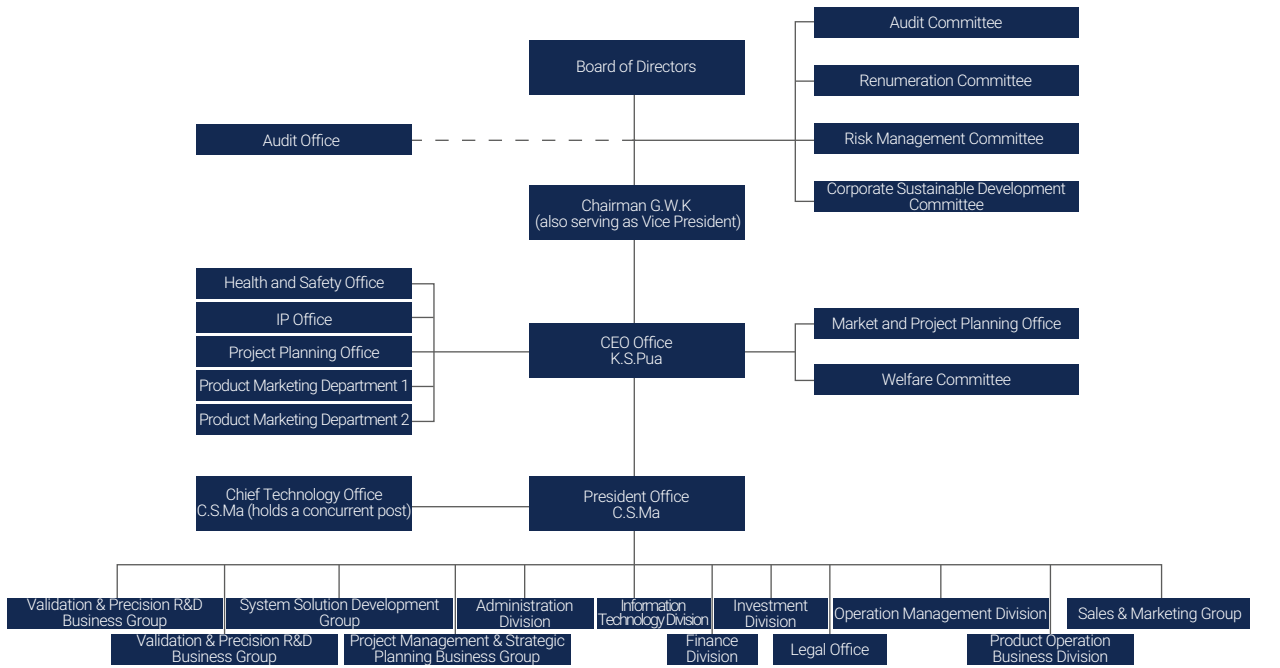 Audit Committee
Board of Directors
Renumeration Committee
Audit Office
Risk Management Committee
Corporate Sustainable Development
Committee
Chairman G.W.K
(also serving as Vice President)
Health and Safety Office
IP Office
Project Planning Office
Product Marketing Department 1
Product Marketing Department 2
CEO Office
K.S.Pua
Market and Project Planning Office
Welfare Committee
Chief Technology Office
C.S.Ma (holds a concurrent post)
President Office
C.S.Ma
Validation & Precision R&D
Business Group
System Solution Development
Group
Administration
Division
Information
Technology Division
Investment
Division
Operation Management Division
Sales & Marketing Group
Validation & Precision R&D
Business Group
Project Management & Strategic
Planning Business Group
Finance
Division
Legal Office
Product Operation
Business Division